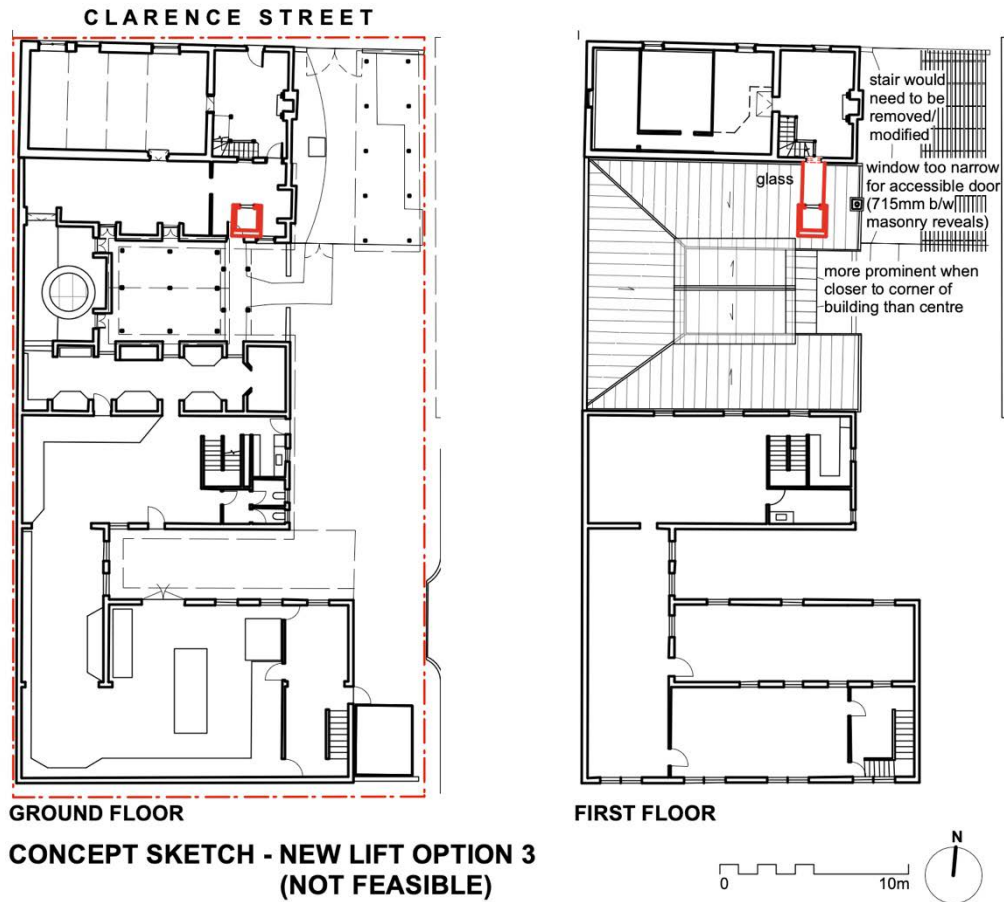 CLARENCE STREET
stair would
need to be
removed/
modified
glass
window too narrow
for accessible door
(715mm b/w
masonry reveals)
more prominent when
closer to corner of
building than centre
GROUND FLOOR
FIRST FLOOR
CONCEPT SKETCH - NEW LIFT OPTION 3
(NOT FEASIBLE)
0
10m
N